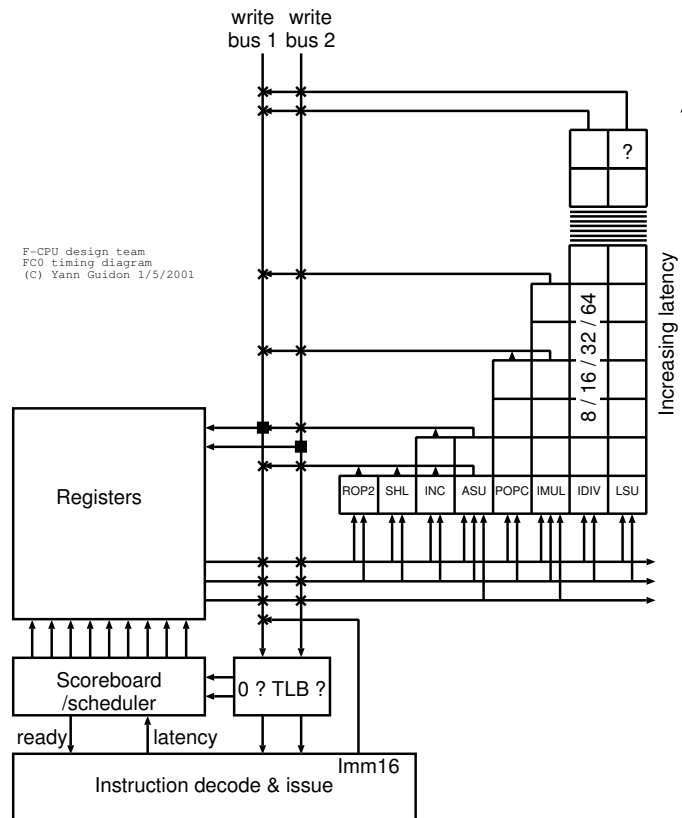 write write
bus 1 bus 2
?
F-CPU design team
FC0 timing diagram
(C) Yann Guidon 1/5/2001
Increasing latency
8 / 16 / 32 / 64
Registers
ROP2 SHL INC ASU POPC IMUL IDIV LSU
Scoreboard
/scheduler
0 ? TLB ?
ready latency
Imm16
Instruction decode & issue